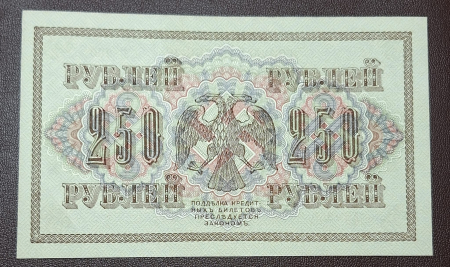 РУБЛЕЙ РУБЛЕЙ
250 250
РУБЛЕЙ РУБЛЕЙ
ПОДДѢЛКА КРЕДИТ-
НЫХЪ БИЛЕТОВЪ
ПРЕСЛѢДУЕТСЯ
ЗАКОНОМЪ.